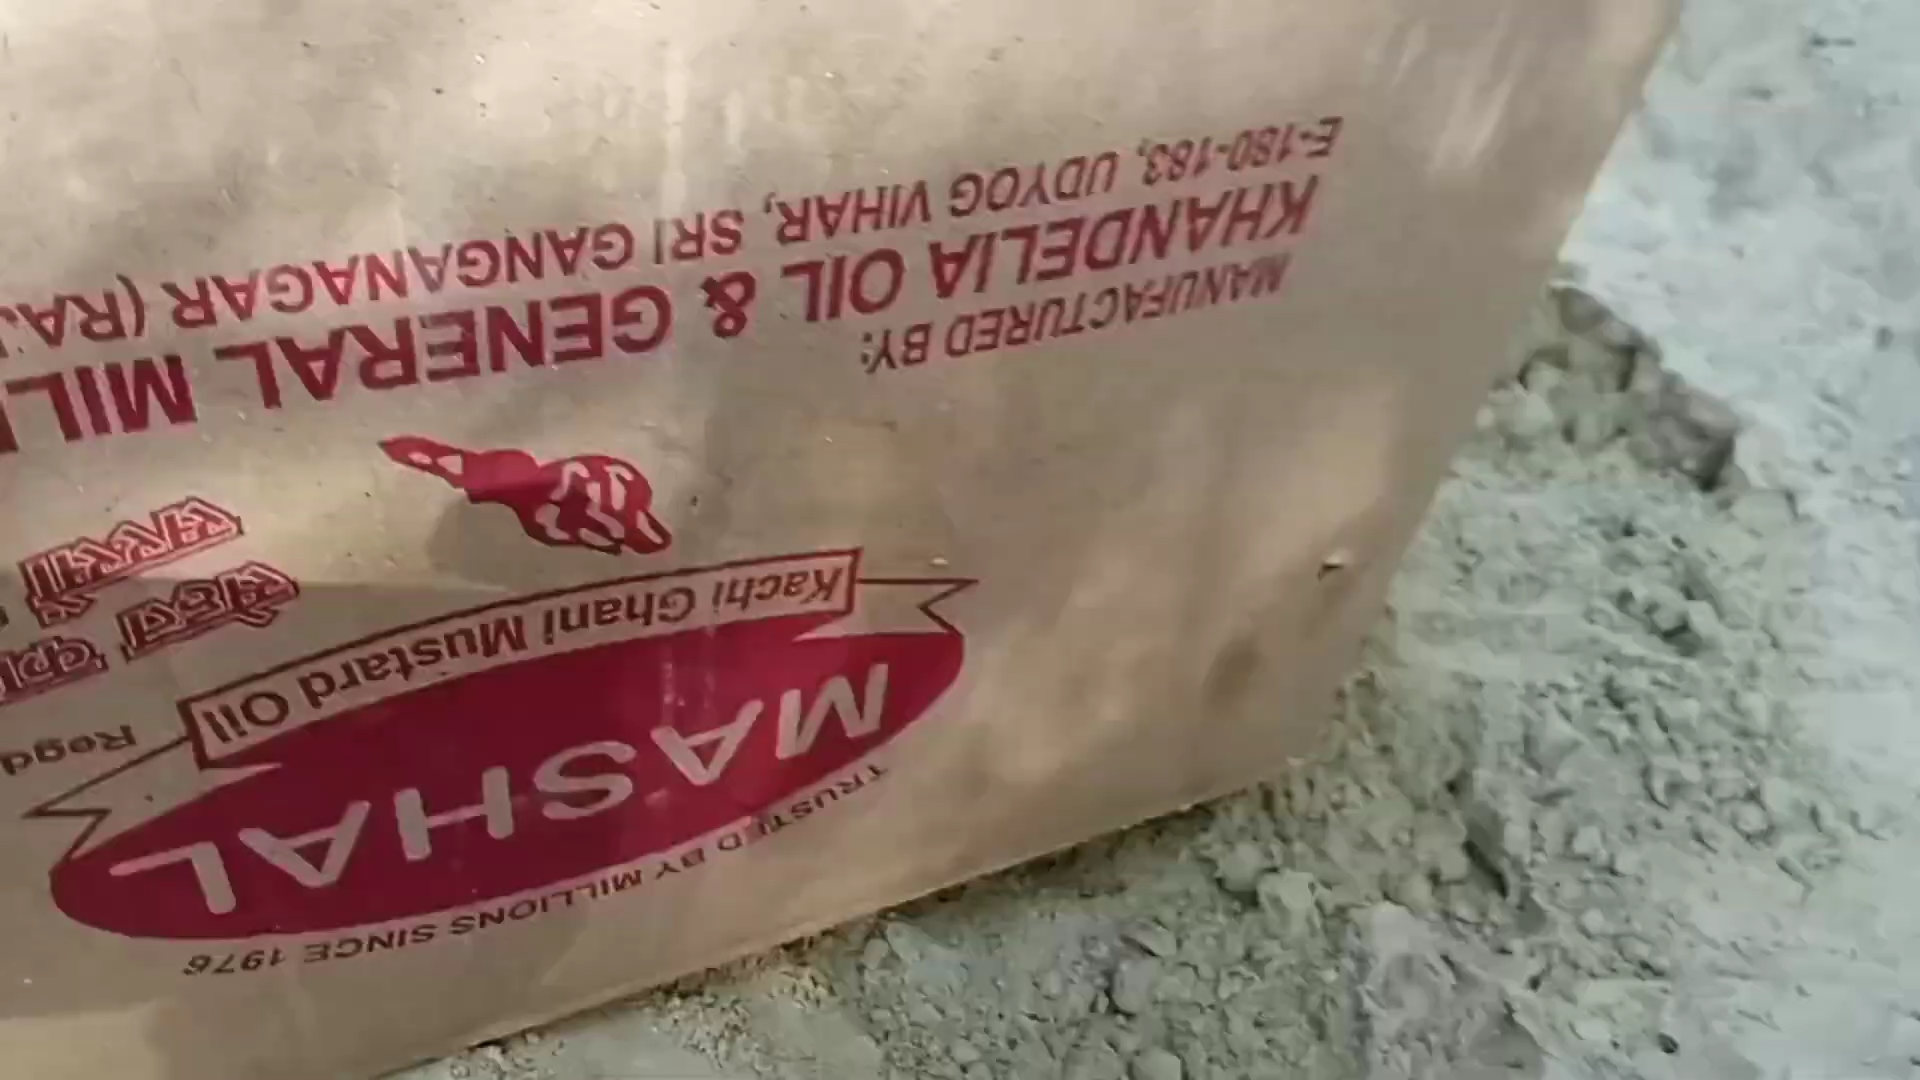 TRUSTED BY MILLIONS SINCE 1976
MASHAL
Kachi Ghani Mustard Oil
Regd
MANUFACTURED BY:
KHANDELIA OIL & GENERAL MILL
E-180-183, UDYOG VIHAR, SRI GANGANAGAR (RAJ.